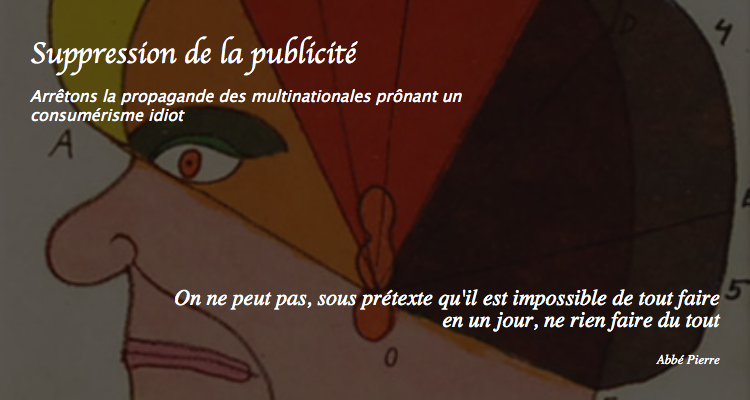 Suppression de la publicité
Arrêtons la propagande des multinationales prônant un
consumérisme idiot
4
D
A
5
On ne peut pas, sous prétexte qu'il est impossible de tout faire
en un jour, ne rien faire du tout
0
Abbé Pierre